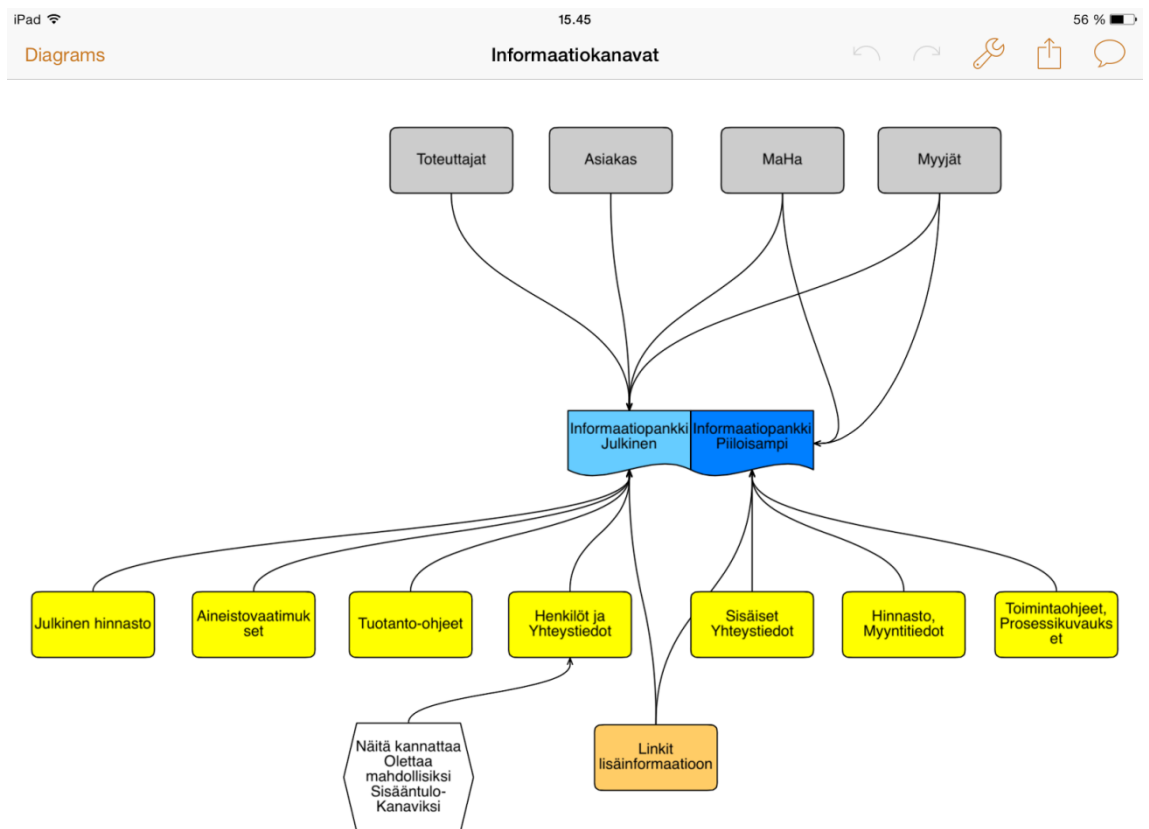 iPad 15.45 56 %
Diagrams Informaatiokanavat
Toteuttajat Asiakas MaHa Myyjät
Informaatiopankki
Julkinen
Informaatiopankki
Piiloisampi
Julkinen hinnasto
Aineistovaatimuk
set
Tuotanto-ohjeet
Henkilöt ja
Yhteystiedot
Sisäiset
Yhteystiedot
Hinnasto,
Myyntitiedot
Toimintaohjeet,
Prosessikuvauks
et
Näitä kannattaa
Olettaa
mahdollisiksi
Sisääntulo-
Kanaviksi
Linkit
lisäinformaatioon